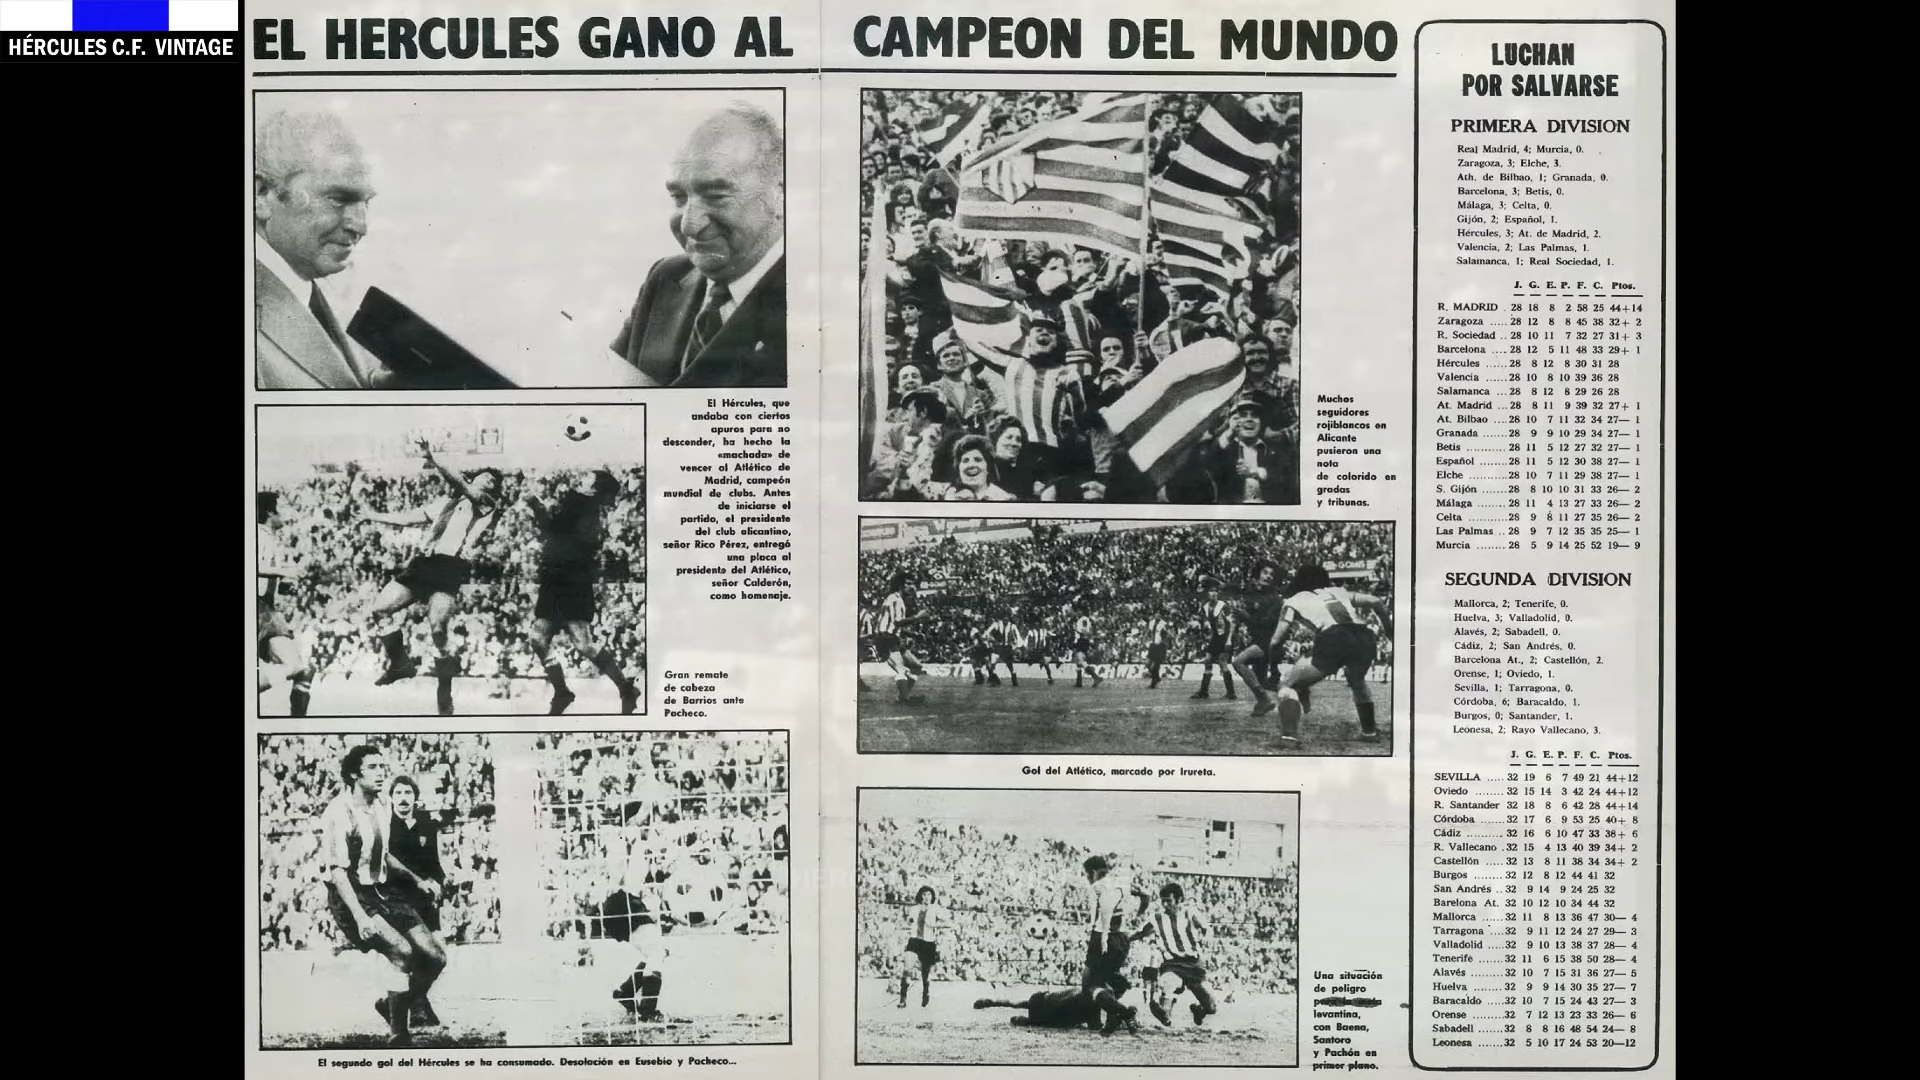 HÉRCULES C.F. VINTAGE
EL HERCULES GANO AL CAMPEON DEL MUNDO
El Hércules, que
andaba con ciertos
apuros para no
descender, ha hecho la
«machada» de
vencer al Atlético de
Madrid, campeón
mundial de clubs. Antes
de iniciarse el
partido, el presidente
del club alicantino,
señor Rico Pérez, entregó
una placa al
presidente del Atlético,
señor Calderón,
como homenaje.
Gran remate
de cabeza
de Barrios ante
Pacheco.
El segundo gol del Hércules se ha consumado. Desolación en Eusebio y Pacheco...
Muchos
seguidores
rojiblancos en
Alicante
pusieron una
nota
de colorido en
gradas
y tribunas.
Gol del Atlético, marcado por Irureta.
Una situación
de peligro
levantina,
con Baena,
Santoro
y Pachón en
primer plano.
LUCHAN
POR SALVARSE
PRIMERA DIVISION
Real Madrid, 4; Murcia, 0.
Zaragoza, 3; Elche, 3.
Ath. de Bilbao, 1; Granada, 0.
Barcelona, 3; Betis, 0.
Málaga, 3; Celta, 0.
Gijón, 2; Español, 1.
Hércules, 3; At. de Madrid, 2.
Valencia, 2; Las Palmas, 1.
Salamanca, 1; Real Sociedad, 1.
J. G. E. P. F. C. Ptos.
R. MADRID . 28 18 8 2 58 25 44+14
Zaragoza ..... 28 12 8 8 45 38 32+ 2
R. Sociedad .. 28 10 11 7 32 27 31+ 3
Barcelona .... 28 12 5 11 48 33 29+ 1
Hércules ...... 28 8 12 8 30 31 28
Valencia ...... 28 10 8 10 39 36 28
Salamanca ... 28 8 12 8 29 26 28
At. Madrid ... 28 8 11 9 39 32 27+ 1
At. Bilbao .... 28 10 7 11 32 34 27— 1
Granada ....... 28 9 9 10 29 34 27— 1
Betis .......... 28 11 5 12 27 32 27— 1
Español ........ 28 11 5 12 30 38 27— 1
Elche .......... 28 10 7 11 29 38 27— 1
S. Gijón ....... 28 8 10 10 31 33 26— 2
Málaga ........ 28 11 4 13 27 33 26— 2
Celta .......... 28 9 8 11 27 35 26— 2
Las Palmas .. 28 9 7 12 35 35 25— 1
Murcia ........ 28 5 9 14 25 52 19— 9
SEGUNDA DIVISION
Mallorca, 2; Tenerife, 0.
Huelva, 3; Valladolid, 0.
Alavés, 2; Sabadell, 0.
Cádiz, 2; San Andrés, 0.
Barcelona At., 2; Castellón, 2.
Orense, 1; Oviedo, 1.
Sevilla, 1; Tarragona, 0.
Córdoba, 6; Baracaldo, 1.
Burgos, 0; Santander, 1.
Leonesa, 2; Rayo Vallecano, 3.
J. G. E. P. F. C. Ptos.
SEVILLA ..... 32 19 6 7 49 21 44+12
Oviedo ........ 32 15 14 3 42 24 44+12
R. Santander 32 18 8 6 42 28 44+14
Córdoba ....... 32 17 6 9 53 25 40+ 8
Cádiz .......... 32 16 6 10 47 33 38+ 6
R. Vallecano . 32 15 4 13 40 39 34+ 2
Castellón ..... 32 13 8 11 38 34 34+ 2
Burgos ........ 32 12 8 12 44 41 32
San Andrés .. 32 9 14 9 24 25 32
Barelona At. 32 10 12 10 34 44 32
Mallorca ...... 32 11 8 13 36 47 30— 4
Tarragona .... 32 9 11 12 24 27 29— 3
Valladolid .... 32 9 10 13 38 37 28— 4
Tenerife ....... 32 11 6 15 38 50 28— 4
Alavés ......... 32 10 7 15 31 36 27— 5
Huelva ........ 32 9 9 14 30 35 27— 7
Baracaldo ..... 32 10 7 15 24 43 27— 3
Orense ........ 32 7 12 13 23 33 26— 6
Sabadell ...... 32 8 8 16 48 54 24— 8
Leonesa ....... 32 5 10 17 24 53 20—12